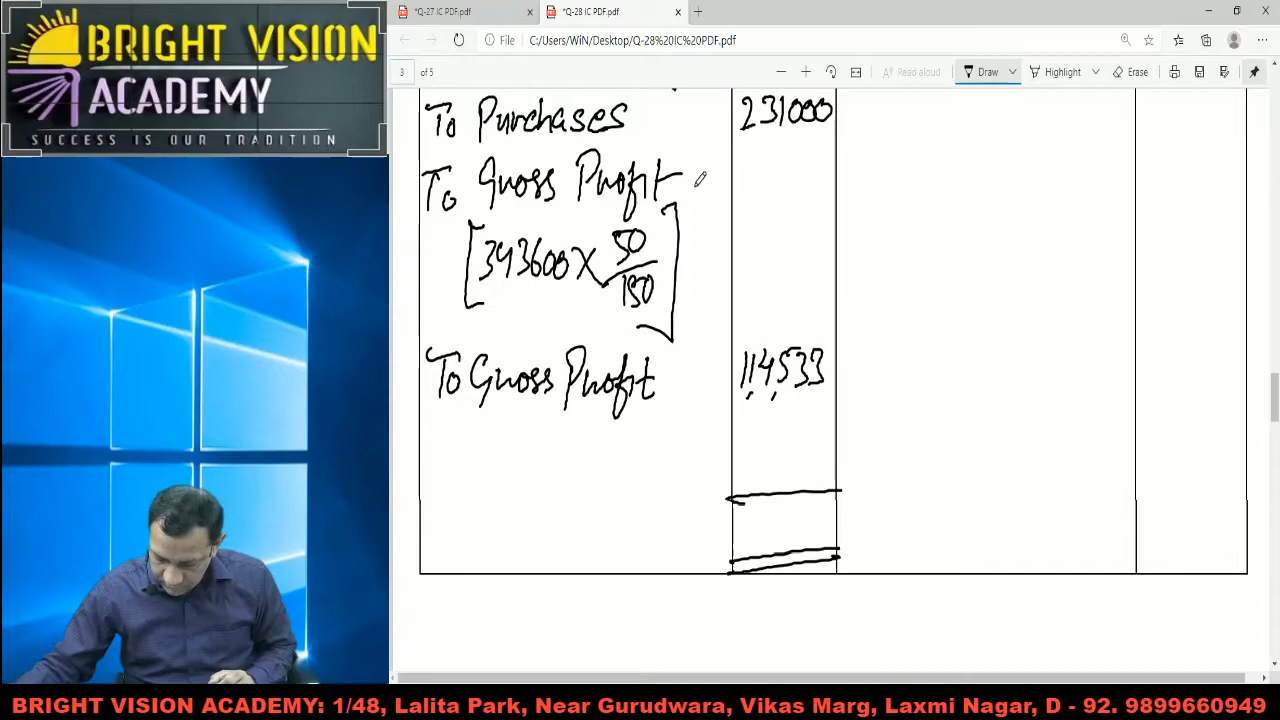 BRIGHT VISION
ACADEMY
SUCCESS IS OUR TRADITION
*Q-27 IC PDF.pdf
*Q-28 IC PDF.pdf
File
C:/Users/WiN/Desktop/Q-28%20IC%20PDF.pdf
3 of 5
Read aloud
Draw
Highlight
Erase
To Purchases 231000
To Gross Profit
[343600 × 50/150]
To Gross Profit 114533
BRIGHT VISION ACADEMY: 1/48, Lalita Park, Near Gurudwara, Vikas Marg, Laxmi Nagar, D - 92. 9899660949